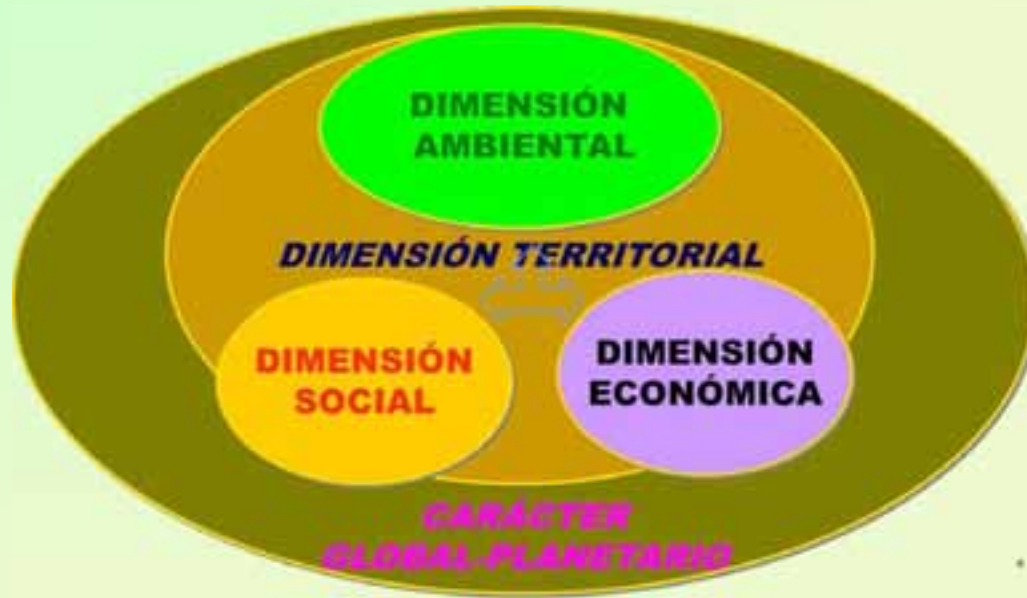 DIMENSIÓN
AMBIENTAL
DIMENSIÓN TERRITORIAL
DIMENSIÓN
SOCIAL
DIMENSIÓN
ECONÓMICA
CARÁCTER
GLOBAL-PLANETARIO